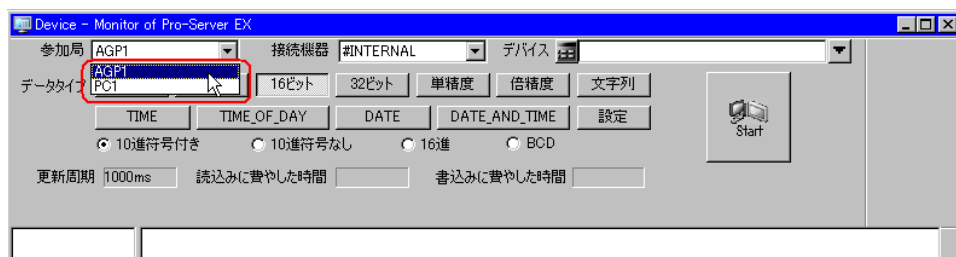 Device - Monitor of Pro-Server EX
参加局 AGP1 接続機器 #INTERNAL デバイス
AGP1
データタイプ PC1 16ビット 32ビット 単精度 倍精度 文字列
TIME TIME_OF_DAY DATE DATE_AND_TIME 設定
Start
10進符号付き 10進符号なし 16進 BCD
更新周期 1000ms 読込みに費やした時間 書込みに費やした時間